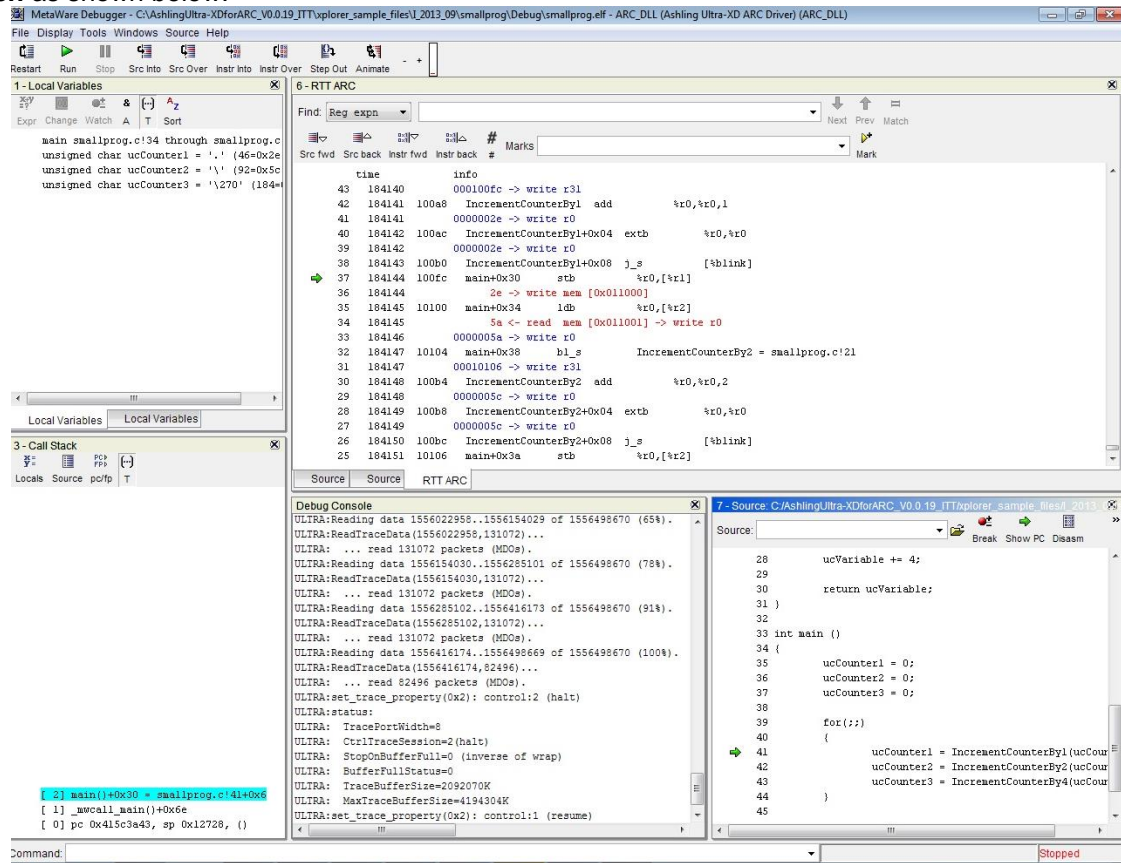 MetaWare Debugger - C:\AshlingUltra-XDforARC_V0.0.19_ITT\xplorer_sample_files\I_2013_09\smallprog\Debug\smallprog.elf - ARC_DLL (Ashling Ultra-XD ARC Driver) (ARC_DLL)
File Display Tools Windows Source Help
Restart Run Stop Src Into Src Over Instr Into Instr Over Step Out Animate - +
1 - Local Variables
Expr Change Watch A T Sort
main smallprog.c!34 through smallprog.c
unsigned char ucCounter1 = '.' (46=0x2e
unsigned char ucCounter2 = '\' (92=0x5c
unsigned char ucCounter3 = '\270' (184=
Local Variables Local Variables
3 - Call Stack
Locals Source pc/fp T
[ 2] main()+0x30 = smallprog.c!41+0x6
[ 1] _mwcall_main()+0x6e
[ 0] pc 0x415c3a43, sp 0x12728, ()
6 - RTT ARC
Find: Reg expn Next Prev Match
Src fwd Src back Instr fwd Instr back # Marks Mark
time info
43 184140 000100fc -> write r31
42 184141 100a8 IncrementCounterBy1 add %r0,%r0,1
41 184141 0000002e -> write r0
40 184142 100ac IncrementCounterBy1+0x04 extb %r0,%r0
39 184142 0000002e -> write r0
38 184143 100b0 IncrementCounterBy1+0x08 j_s [%blink]
37 184144 100fc main+0x30 stb %r0,[%r1]
36 184144 2e -> write mem [0x011000]
35 184145 10100 main+0x34 ldb %r0,[%r2]
34 184145 5a <- read mem [0x011001] -> write r0
33 184146 0000005a -> write r0
32 184147 10104 main+0x38 bl_s IncrementCounterBy2 = smallprog.c!21
31 184147 00010106 -> write r31
30 184148 100b4 IncrementCounterBy2 add %r0,%r0,2
29 184148 0000005c -> write r0
28 184149 100b8 IncrementCounterBy2+0x04 extb %r0,%r0
27 184149 0000005c -> write r0
26 184150 100bc IncrementCounterBy2+0x08 j_s [%blink]
25 184151 10106 main+0x3a stb %r0,[%r2]
Source Source RTT ARC
Debug Console
ULTRA:Reading data 1556022958..1556154029 of 1556498670 (65%).
ULTRA:ReadTraceData(1556022958,131072)...
ULTRA: ... read 131072 packets (MDOs).
ULTRA:Reading data 1556154030..1556285101 of 1556498670 (78%).
ULTRA:ReadTraceData(1556154030,131072)...
ULTRA: ... read 131072 packets (MDOs).
ULTRA:Reading data 1556285102..1556416173 of 1556498670 (91%).
ULTRA:ReadTraceData(1556285102,131072)...
ULTRA: ... read 131072 packets (MDOs).
ULTRA:Reading data 1556416174..1556498669 of 1556498670 (100%).
ULTRA:ReadTraceData(1556416174,82496)...
ULTRA: ... read 82496 packets (MDOs).
ULTRA:set_trace_property(0x2): control:2 (halt)
ULTRA:status:
ULTRA: TracePortWidth=8
ULTRA: CtrlTraceSession=2(halt)
ULTRA: StopOnBufferFull=0 (inverse of wrap)
ULTRA: BufferFullStatus=0
ULTRA: TraceBufferSize=2092070K
ULTRA: MaxTraceBufferSize=4194304K
ULTRA:set_trace_property(0x2): control:1 (resume)
7 - Source: C:/AshlingUltra-XDforARC_V0.0.19_ITT/xplorer_sample_files/I_2013_
Source: Break Show PC Disasm »
28 ucVariable += 4;
29
30 return ucVariable;
31 }
32
33 int main ()
34 {
35 ucCounter1 = 0;
36 ucCounter2 = 0;
37 ucCounter3 = 0;
38
39 for(;;)
40 {
41 ucCounter1 = IncrementCounterBy1(ucCour
42 ucCounter2 = IncrementCounterBy2(ucCour
43 ucCounter3 = IncrementCounterBy4(ucCour
44 }
45
Command: Stopped